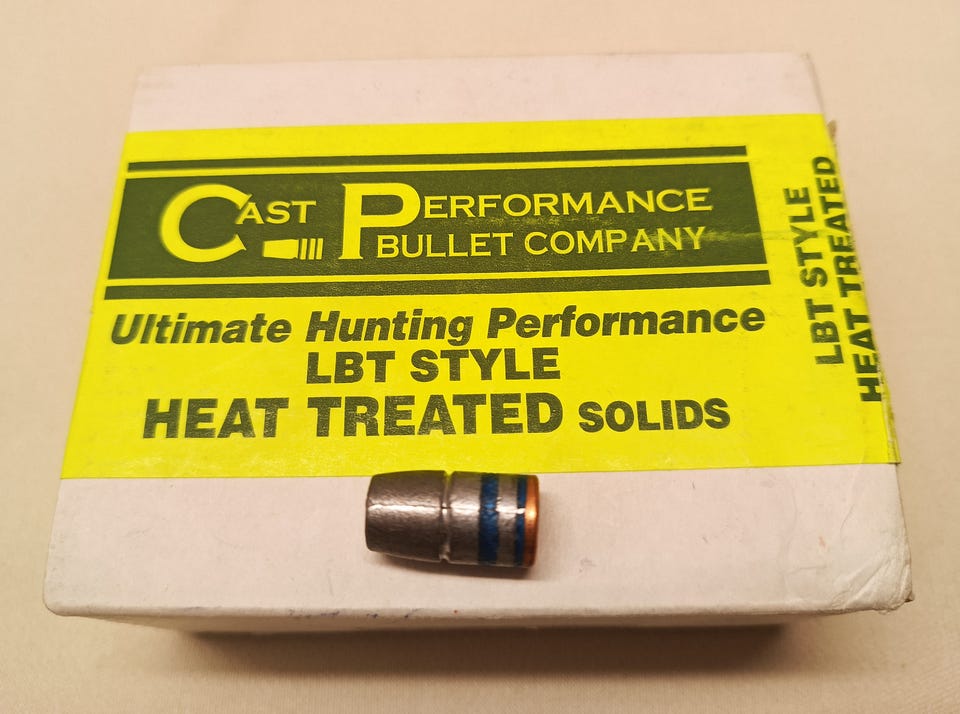 CAST PERFORMANCE
BULLET COMPANY
Ultimate Hunting Performance
LBT STYLE
HEAT TREATED SOLIDS
LBT STYLE
HEAT TREATED